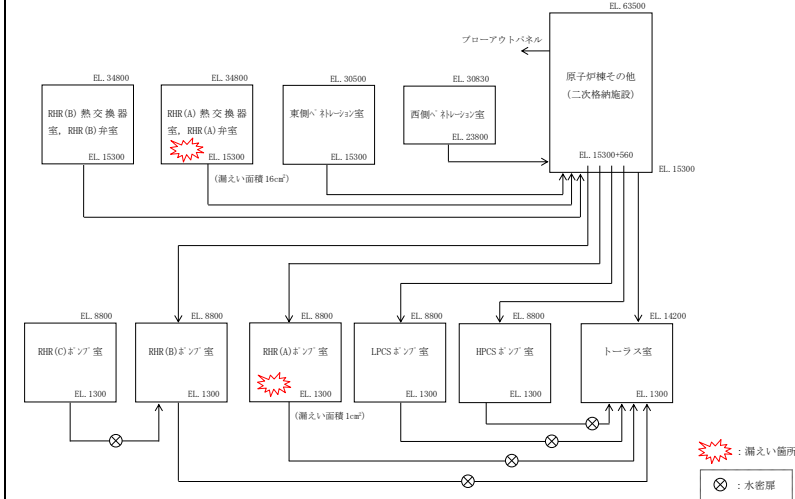 EL. 63500
ブローアウトパネル
原子炉棟その他
(二次格納施設)
EL. 34800
EL. 34800
EL. 30500
EL. 30830
RHR(B) 熱交換器
室, RHR(B)弁室
RHR(A) 熱交換器
室, RHR(A)弁室
東側ペネトレーション室
西側ペネトレーション室
EL. 23800
EL. 15300
EL. 15300
EL. 15300
EL. 15300+560
EL. 15300
(漏えい面積 16cm²)
EL. 8800
EL. 8800
EL. 8800
EL. 8800
EL. 8800
EL. 14200
RHR(C)ポンプ室
RHR(B)ポンプ室
RHR(A)ポンプ室
LPCSポンプ室
HPCSポンプ室
トーラス室
EL. 1300
EL. 1300
EL. 1300
EL. 1300
EL. 1300
EL. 1300
(漏えい面積 1cm²)
:漏えい箇所
:水密扉